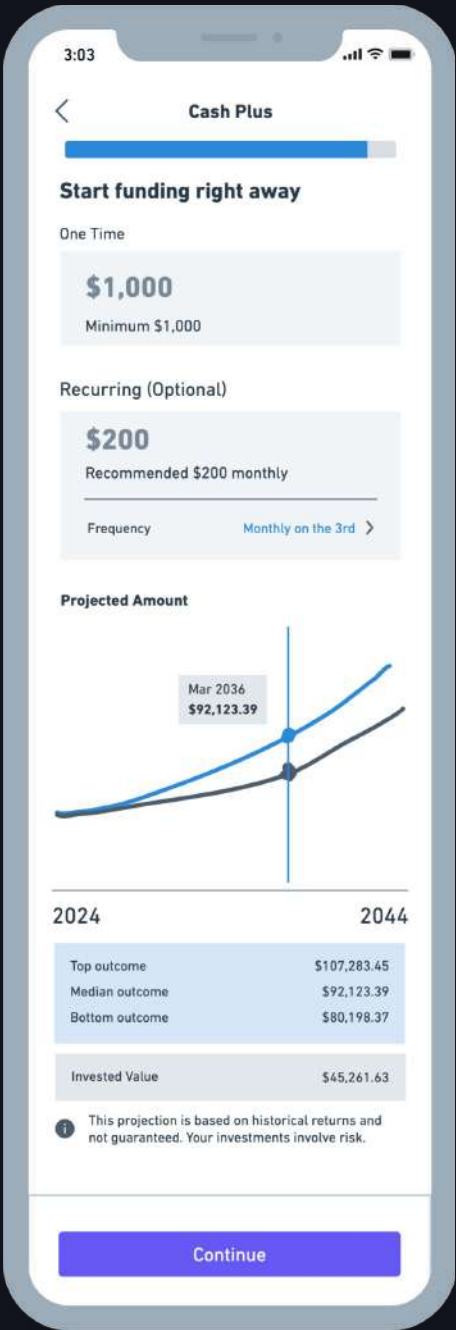 3:03
Cash Plus
Start funding right away
One Time
$1,000
Minimum $1,000
Recurring (Optional)
$200
Recommended $200 monthly
Frequency Monthly on the 3rd
Projected Amount
Mar 2036
$92,123.39
2024 2044
Top outcome $107,283.45
Median outcome $92,123.39
Bottom outcome $80,198.37
Invested Value $45,261.63
This projection is based on historical returns and
not guaranteed. Your investments involve risk.
Continue